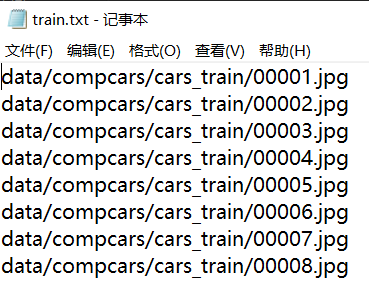 train.txt - 记事本
文件(F) 编辑(E) 格式(O) 查看(V) 帮助(H)
data/compcars/cars_train/00001.jpg
data/compcars/cars_train/00002.jpg
data/compcars/cars_train/00003.jpg
data/compcars/cars_train/00004.jpg
data/compcars/cars_train/00005.jpg
data/compcars/cars_train/00006.jpg
data/compcars/cars_train/00007.jpg
data/compcars/cars_train/00008.jpg